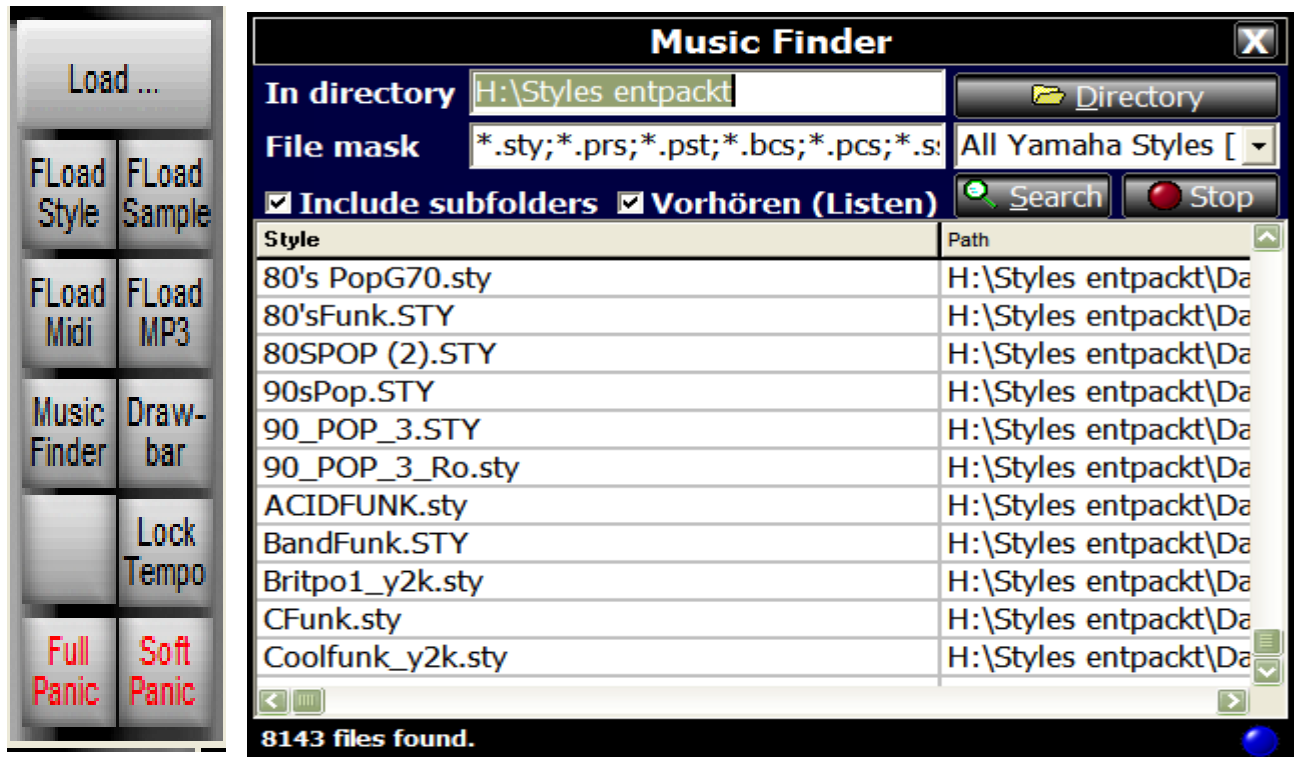 Load ...
FLoad Style
FLoad Sample
FLoad Midi
FLoad MP3
Music Finder
Draw-bar
Lock Tempo
Full Panic
Soft Panic
Music Finder
X
In directory H:\Styles entpackt Directory
File mask *.sty;*.prs;*.pst;*.bcs;*.pcs;*.s All Yamaha Styles [
Include subfolders Vorhören (Listen) Search Stop
Style Path
80's PopG70.sty H:\Styles entpackt\Da
80'sFunk.STY H:\Styles entpackt\Da
80SPOP (2).STY H:\Styles entpackt\Da
90sPop.STY H:\Styles entpackt\Da
90_POP_3.STY H:\Styles entpackt\Da
90_POP_3_Ro.sty H:\Styles entpackt\Da
ACIDFUNK.sty H:\Styles entpackt\Da
BandFunk.STY H:\Styles entpackt\Da
Britpo1_y2k.sty H:\Styles entpackt\Da
CFunk.sty H:\Styles entpackt\Da
Coolfunk_y2k.sty H:\Styles entpackt\Da
8143 files found.